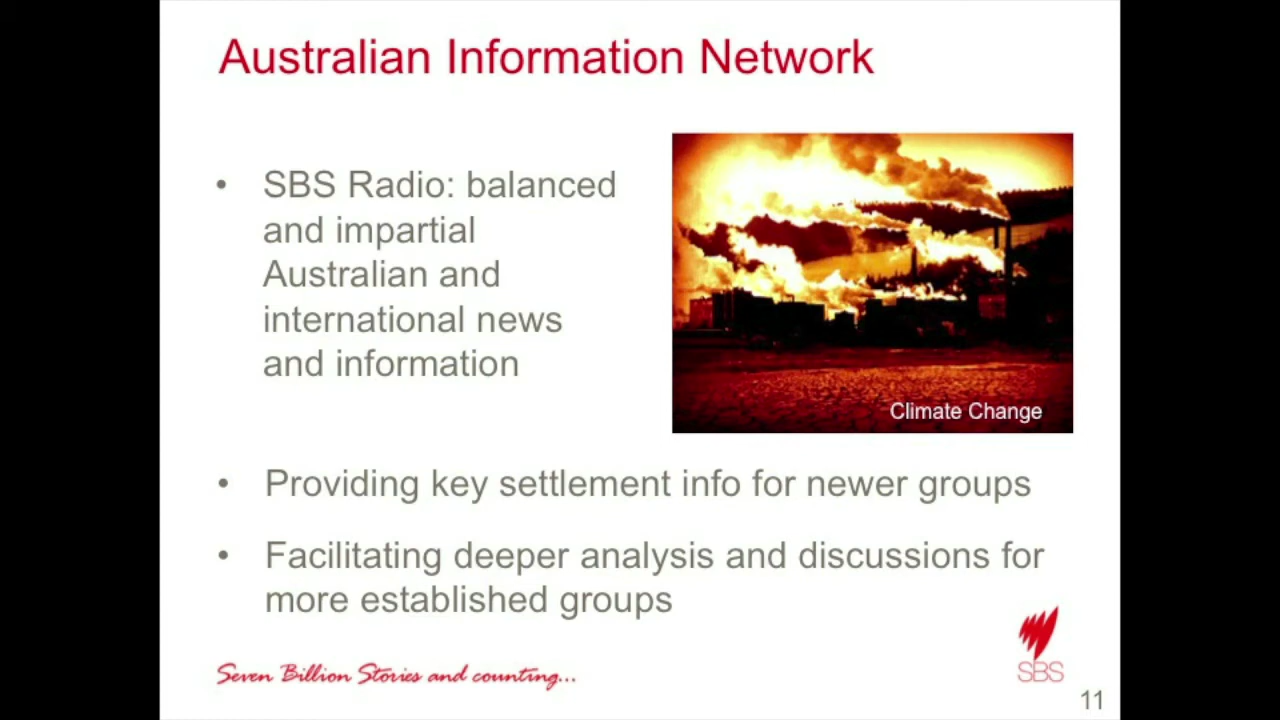 Australian Information Network
• SBS Radio: balanced
and impartial
Australian and
international news
and information
Climate Change
• Providing key settlement info for newer groups
• Facilitating deeper analysis and discussions for
more established groups
Seven Billion Stories and counting...
SBS
11